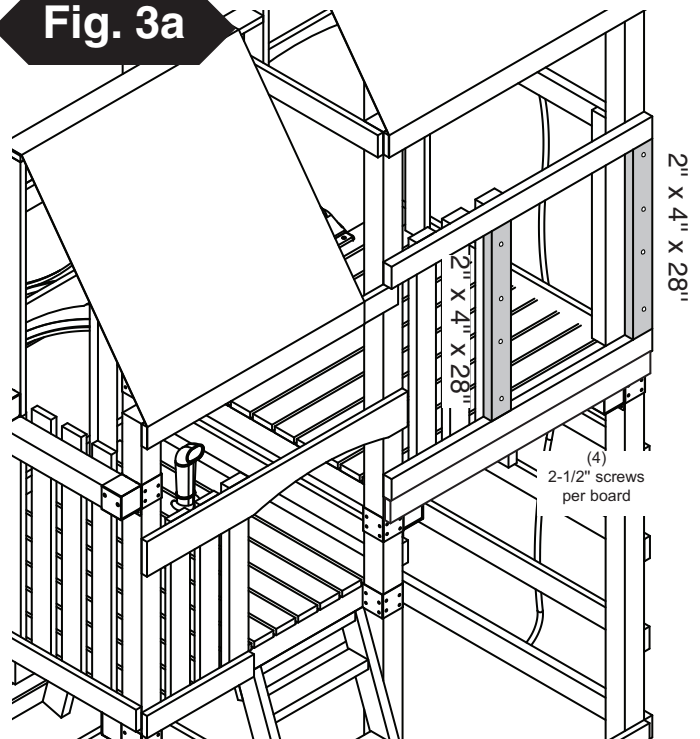 Fig. 3a
2" x 4" x 28"
2" x 4" x 28"
(4)
2-1/2" screws
per board